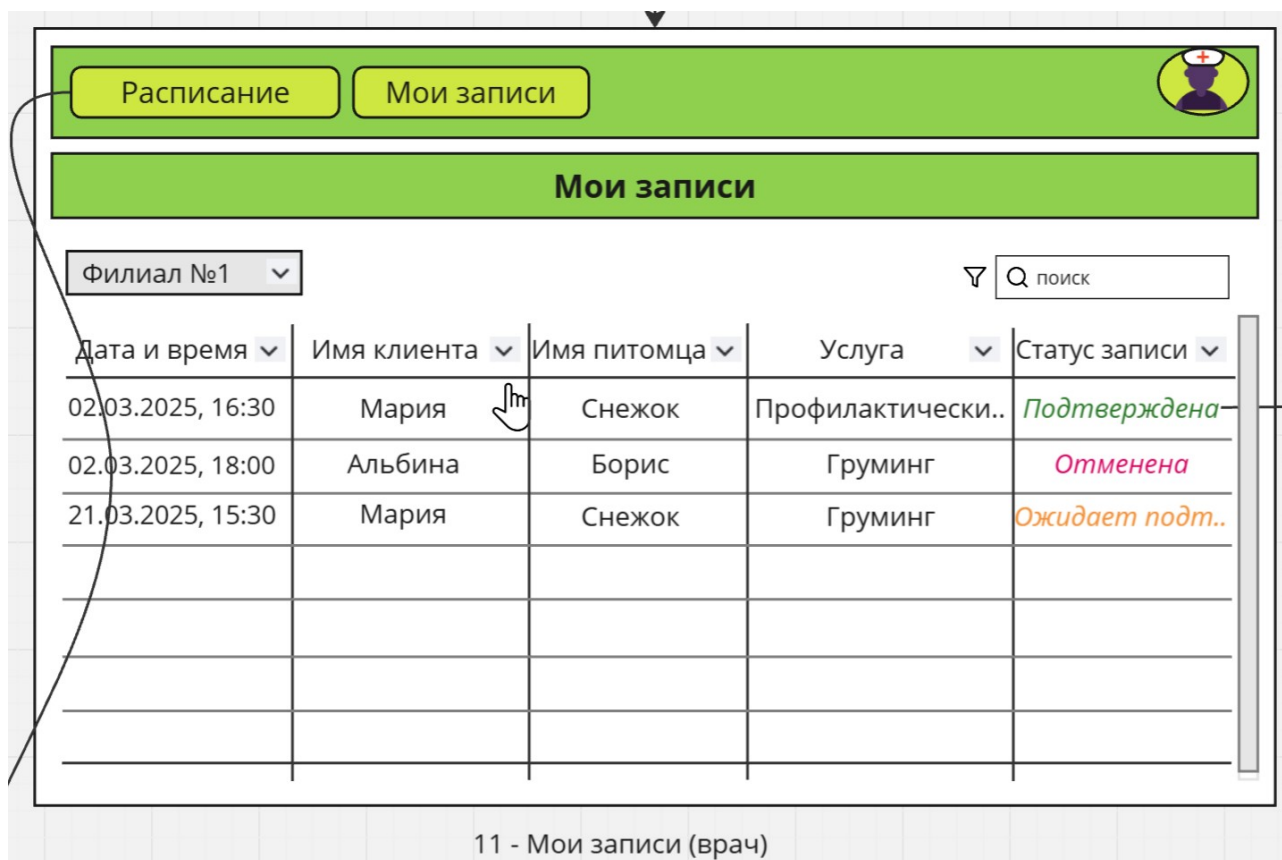 Расписание Мои записи
Мои записи
Филиал №1 поиск
Дата и время Имя клиента Имя питомца Услуга Статус записи
02.03.2025, 16:30 Мария Снежок Профилактически.. Подтверждена
02.03.2025, 18:00 Альбина Борис Груминг Отменена
21.03.2025, 15:30 Мария Снежок Груминг Ожидает подт..
11 - Мои записи (врач)